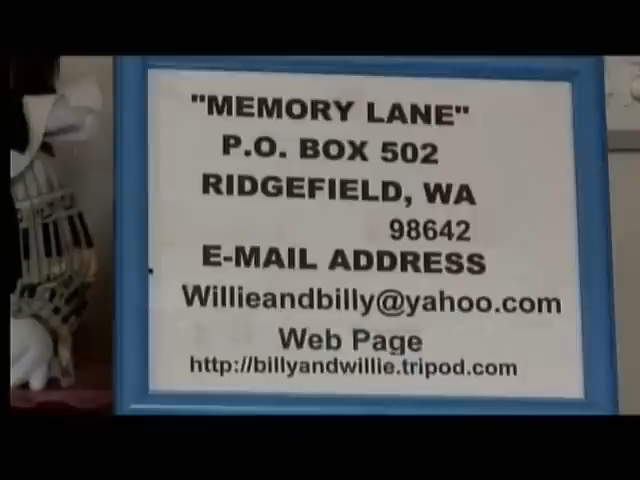 "MEMORY LANE"
P.O. BOX 502
RIDGEFIELD, WA
98642
E-MAIL ADDRESS
Willieandbilly@yahoo.com
Web Page
http://billyandwillie.tripod.com